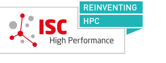 REINVENTING
HPC
ISC
High Performance